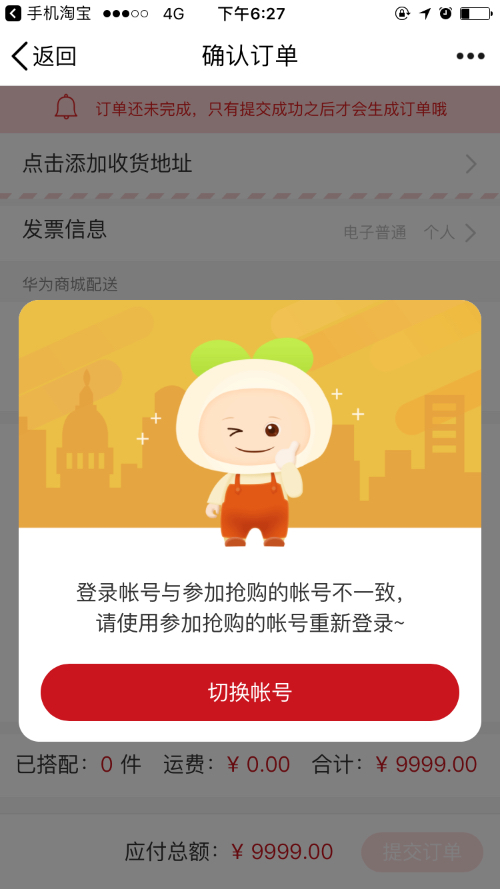 手机淘宝 4G 下午6:27
返回 确认订单
订单还未完成，只有提交成功之后才会生成订单哦
点击添加收货地址
发票信息 电子普通 个人
华为商城配送
登录帐号与参加抢购的帐号不一致，
请使用参加抢购的帐号重新登录~
切换帐号
已搭配：0 件 运费：¥ 0.00 合计：¥ 9999.00
应付总额：¥ 9999.00 提交订单